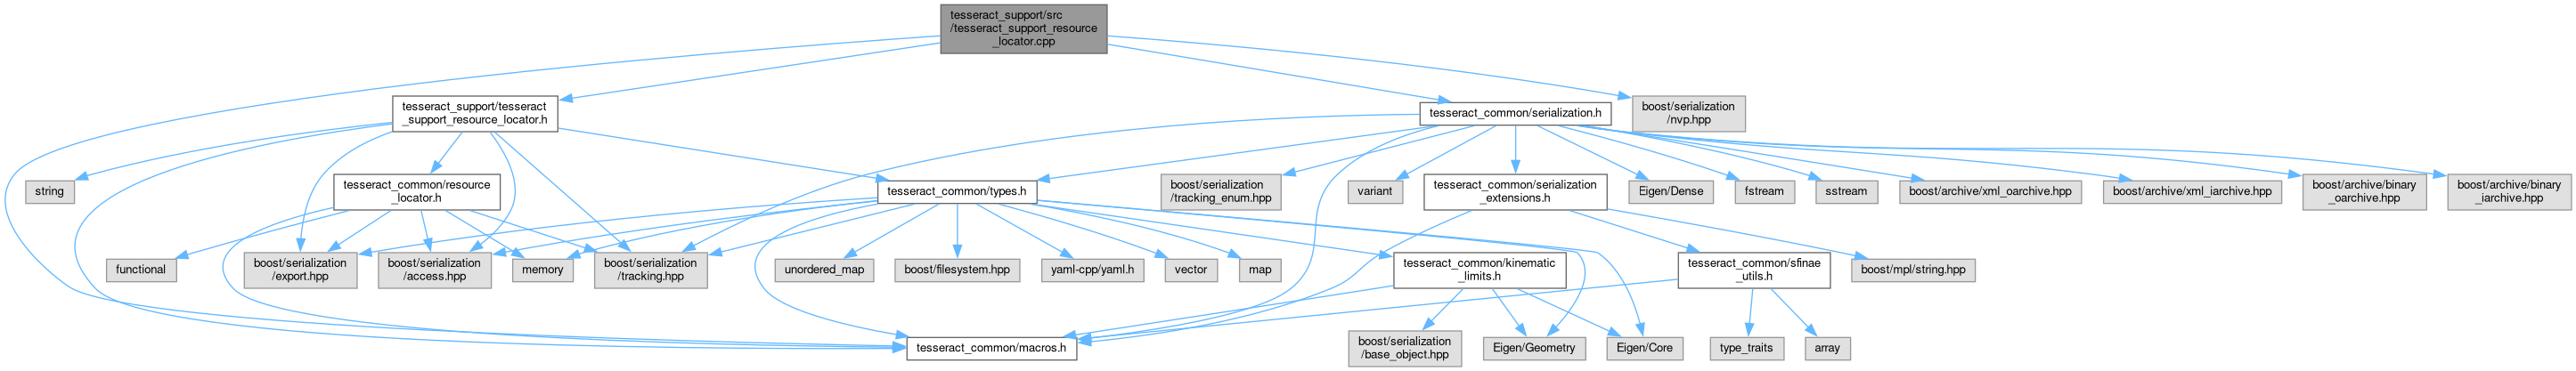 tesseract_support/src
/tesseract_support_resource
_locator.cpp
tesseract_support/tesseract
_support_resource_locator.h
tesseract_common/serialization.h
boost/serialization
/nvp.hpp
string
tesseract_common/resource
_locator.h
tesseract_common/types.h
boost/serialization
/tracking_enum.hpp
variant
tesseract_common/serialization
_extensions.h
Eigen/Dense
fstream
sstream
boost/archive/xml_oarchive.hpp
boost/archive/xml_iarchive.hpp
boost/archive/binary
_oarchive.hpp
boost/archive/binary
_iarchive.hpp
functional
boost/serialization
/export.hpp
boost/serialization
/access.hpp
memory
boost/serialization
/tracking.hpp
unordered_map
boost/filesystem.hpp
yaml-cpp/yaml.h
vector
map
tesseract_common/kinematic
_limits.h
tesseract_common/sfinae
_utils.h
boost/mpl/string.hpp
tesseract_common/macros.h
boost/serialization
/base_object.hpp
Eigen/Geometry
Eigen/Core
type_traits
array